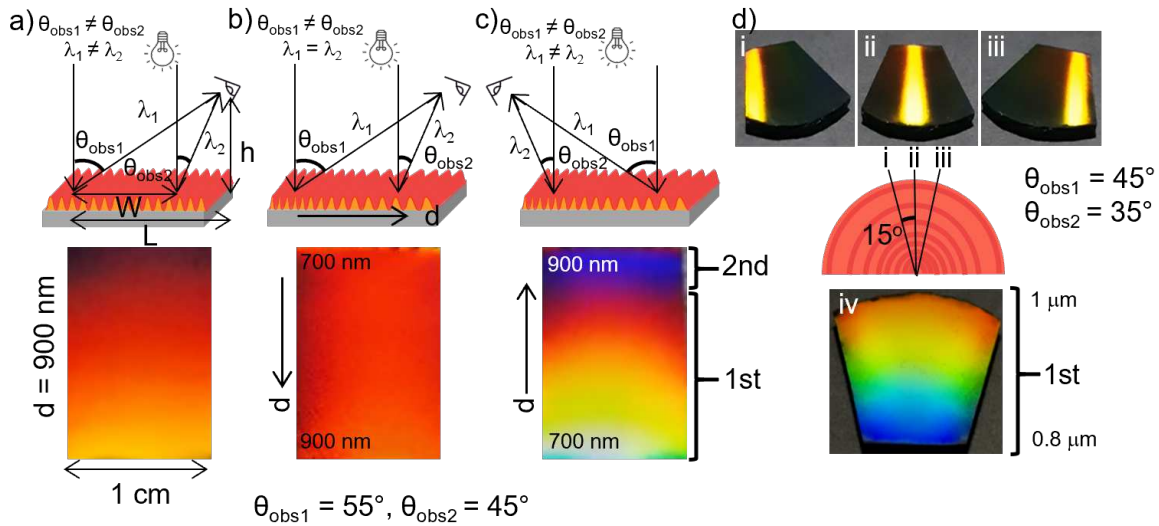 a)
θobs1 ≠ θobs2
λ1 ≠ λ2
λ1
θobs1
λ2
θobs2
h
W
L
d = 900 nm
1 cm
b)
θobs1 ≠ θobs2
λ1 = λ2
λ1
θobs1
λ2
θobs2
d
700 nm
d
900 nm
θobs1 = 55°, θobs2 = 45°
c)
θobs1 ≠ θobs2
λ1 ≠ λ2
λ1
θobs1
λ2
θobs2
900 nm
2nd
d
1st
700 nm
d)
i
ii
iii
i
ii
iii
15o
θobs1 = 45°
θobs2 = 35°
iv
1 μm
1st
0.8 μm